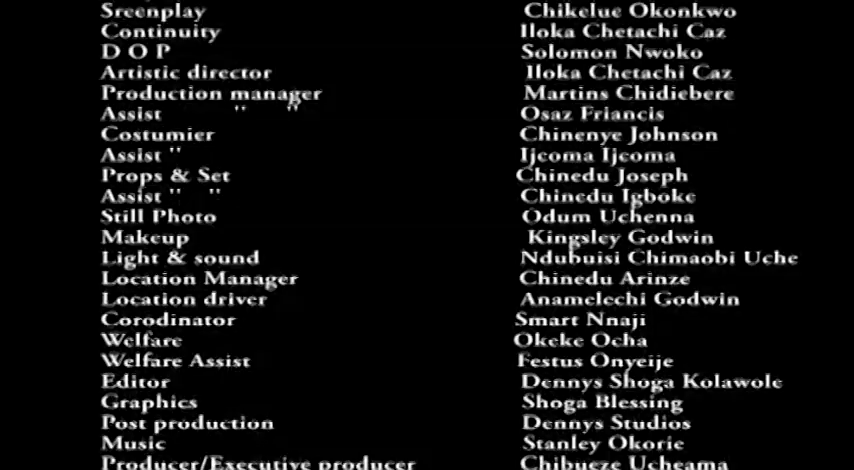 Sreenplay Chikelue Okonkwo
Continuity Iloka Chetachi Caz
D O P Solomon Nwoko
Artistic director Iloka Chetachi Caz
Production manager Martins Chidiebere
Assist " " Osaz Friancis
Costumier Chinenye Johnson
Assist " Ijeoma Ijeoma
Props & Set Chinedu Joseph
Assist " " Chinedu Igboke
Still Photo Odum Uchenna
Makeup Kingsley Godwin
Light & sound Ndubuisi Chimaobi Uche
Location Manager Chinedu Arinze
Location driver Anamelechi Godwin
Corodinator Smart Nnaji
Welfare Okeke Ocha
Welfare Assist Festus Onyeije
Editor Dennys Shoga Kolawole
Graphics Shoga Blessing
Post production Dennys Studios
Music Stanley Okorie
Producer/Executive producer Chibueze Ucheama